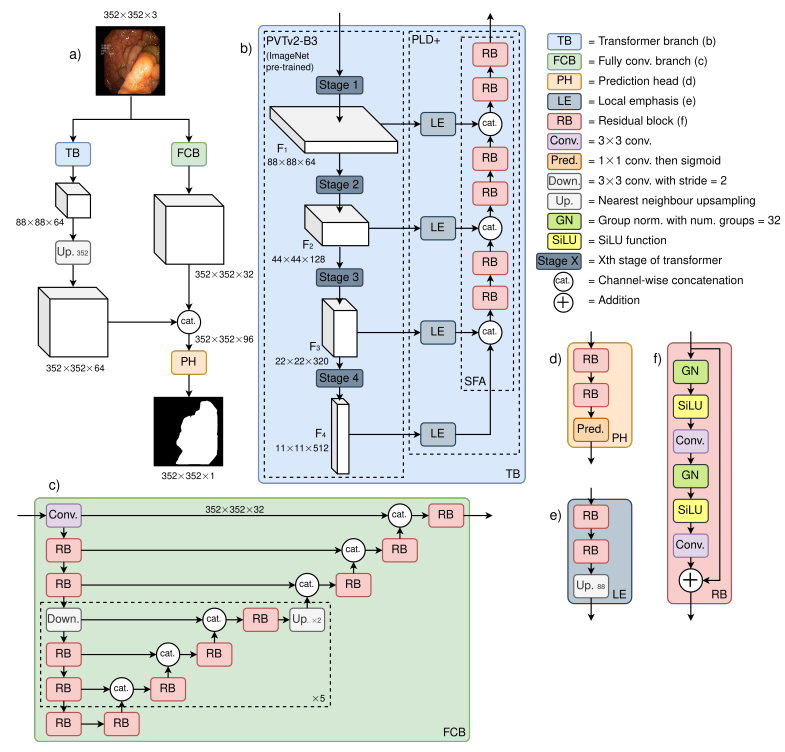 352×352×3
a)
TB
FCB
88×88×64
Up. 352
352×352×32
cat.
352×352×64
352×352×96
PH
352×352×1
b)
PVTv2-B3
(ImageNet
pre-trained)
PLD+
Stage 1
F1
88×88×64
LE
Stage 2
F2
44×44×128
LE
Stage 3
F3
22×22×320
LE
Stage 4
F4
11×11×512
LE
RB
RB
cat.
RB
RB
cat.
RB
RB
cat.
SFA
TB
TB = Transformer branch (b)
FCB = Fully conv. branch (c)
PH = Prediction head (d)
LE = Local emphasis (e)
RB = Residual block (f)
Conv. = 3×3 conv.
Pred. = 1×1 conv. then sigmoid
Down. = 3×3 conv. with stride = 2
Up. = Nearest neighbour upsampling
GN = Group norm. with num. groups = 32
SiLU = SiLU function
Stage X = Xth stage of transformer
cat. = Channel-wise concatenation
+ = Addition
c)
Conv. 352×352×32 cat. RB
RB cat. RB
RB cat. RB
Down. cat. RB Up. ×2
RB cat. RB
RB cat. RB
×5
RB RB
FCB
d)
RB
RB
Pred.
PH
e)
RB
RB
Up. 88
LE
f)
GN
SiLU
Conv.
GN
SiLU
Conv.
+
RB